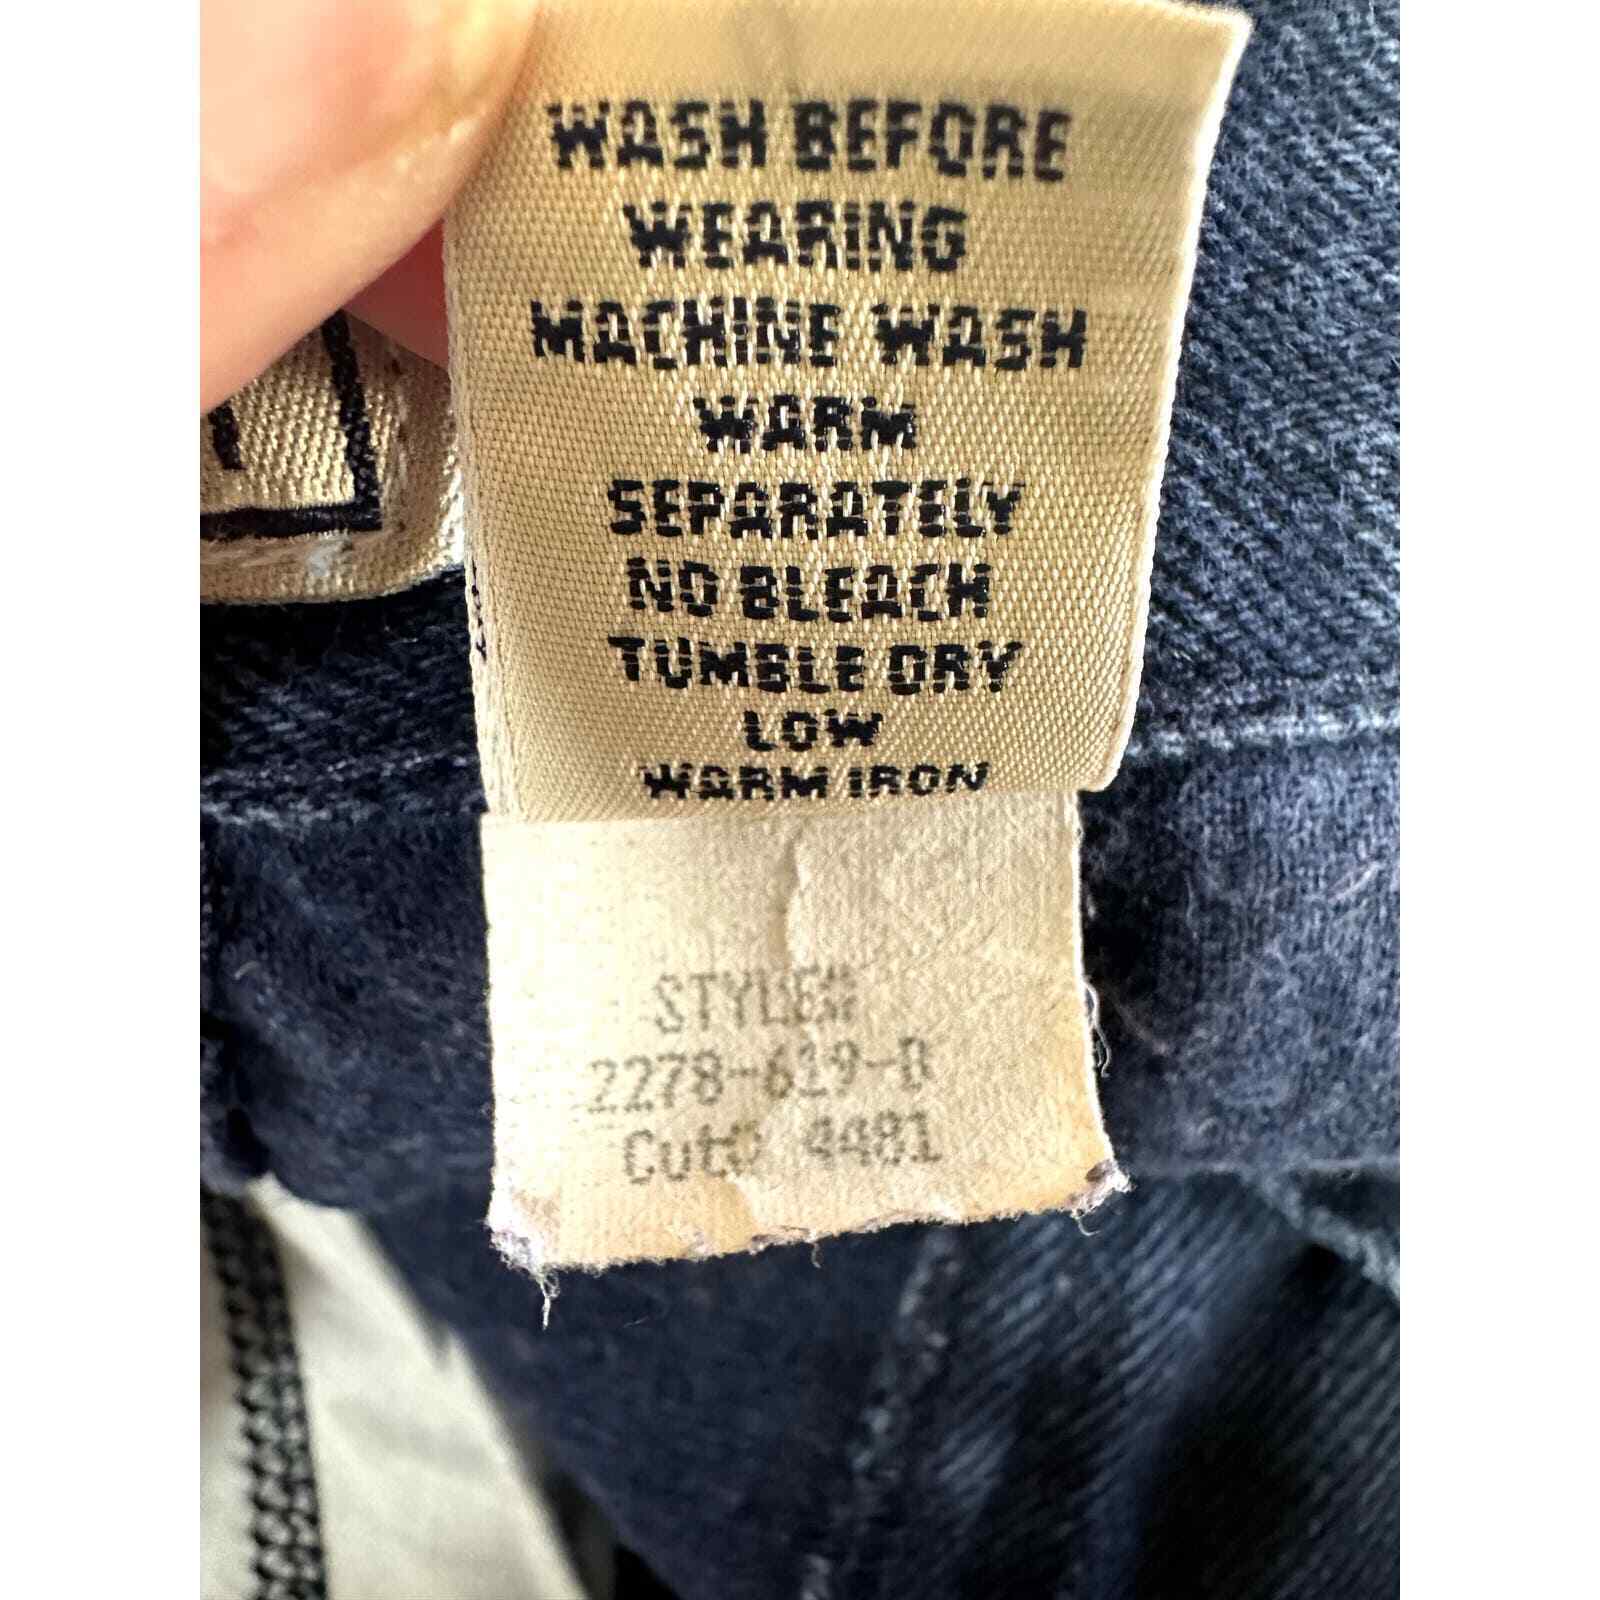 WASH BEFORE
WEARING
MACHINE WASH
WARM
SEPARATELY
NO BLEACH
TUMBLE DRY
LOW
WARM IRON
STYLE#
2278-619-D
Cut: 4481